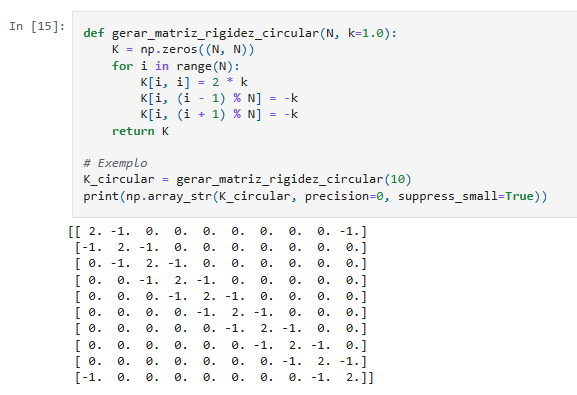 In [15]:
def gerar_matriz_rigidez_circular(N, k=1.0):
    K = np.zeros((N, N))
    for i in range(N):
        K[i, i] = 2 * k
        K[i, (i - 1) % N] = -k
        K[i, (i + 1) % N] = -k
    return K

# Exemplo
K_circular = gerar_matriz_rigidez_circular(10)
print(np.array_str(K_circular, precision=0, suppress_small=True))
[[ 2. -1.  0.  0.  0.  0.  0.  0.  0. -1.]
 [-1.  2. -1.  0.  0.  0.  0.  0.  0.  0.]
 [ 0. -1.  2. -1.  0.  0.  0.  0.  0.  0.]
 [ 0.  0. -1.  2. -1.  0.  0.  0.  0.  0.]
 [ 0.  0.  0. -1.  2. -1.  0.  0.  0.  0.]
 [ 0.  0.  0.  0. -1.  2. -1.  0.  0.  0.]
 [ 0.  0.  0.  0.  0. -1.  2. -1.  0.  0.]
 [ 0.  0.  0.  0.  0.  0. -1.  2. -1.  0.]
 [ 0.  0.  0.  0.  0.  0.  0. -1.  2. -1.]
 [-1.  0.  0.  0.  0.  0.  0.  0. -1.  2.]]